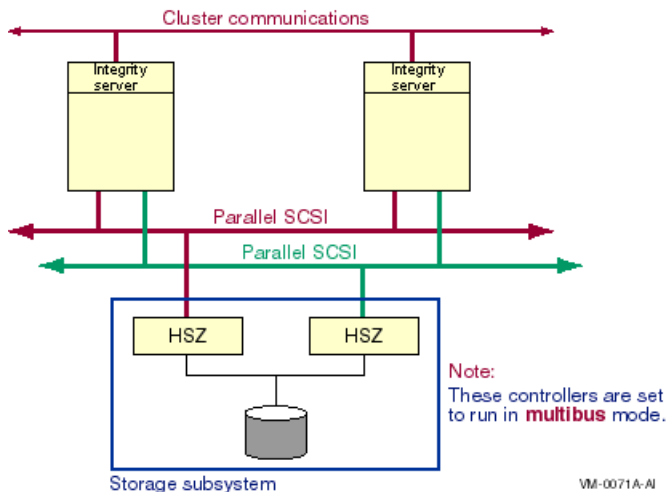 Cluster communications
Integrity
server
Integrity
server
Parallel SCSI
Parallel SCSI
HSZ
HSZ
Note:
These controllers are set
to run in multibus mode.
Storage subsystem
VM-0071A-AI